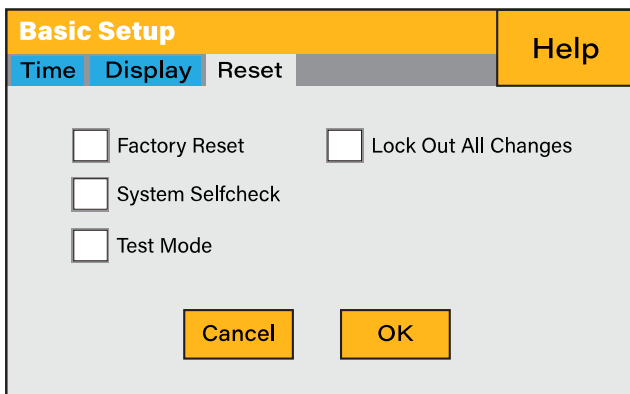 Basic Setup
Help
Time Display Reset
Factory Reset
Lock Out All Changes
System Selfcheck
Test Mode
Cancel
OK